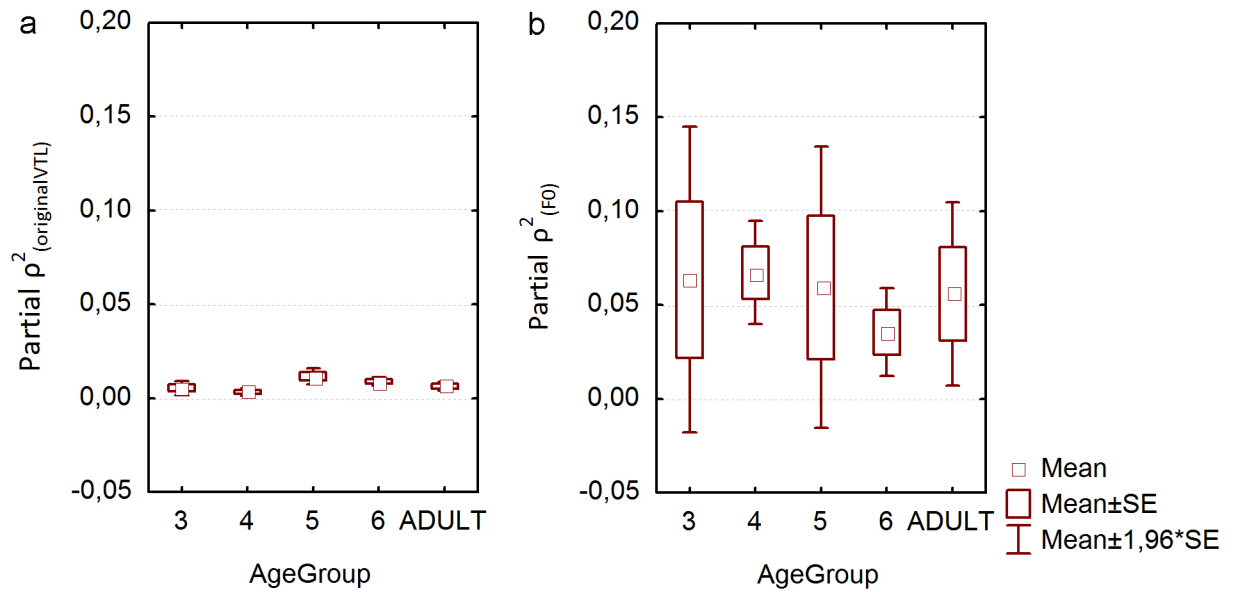 a
0,20
0,15
0,10
0,05
0,00
-0,05
Partial ρ²(originalVTL)
3 4 5 6 ADULT
AgeGroup
b
0,20
0,15
0,10
0,05
0,00
-0,05
Partial ρ²(F0)
3 4 5 6 ADULT
AgeGroup
Mean
Mean±SE
Mean±1,96*SE